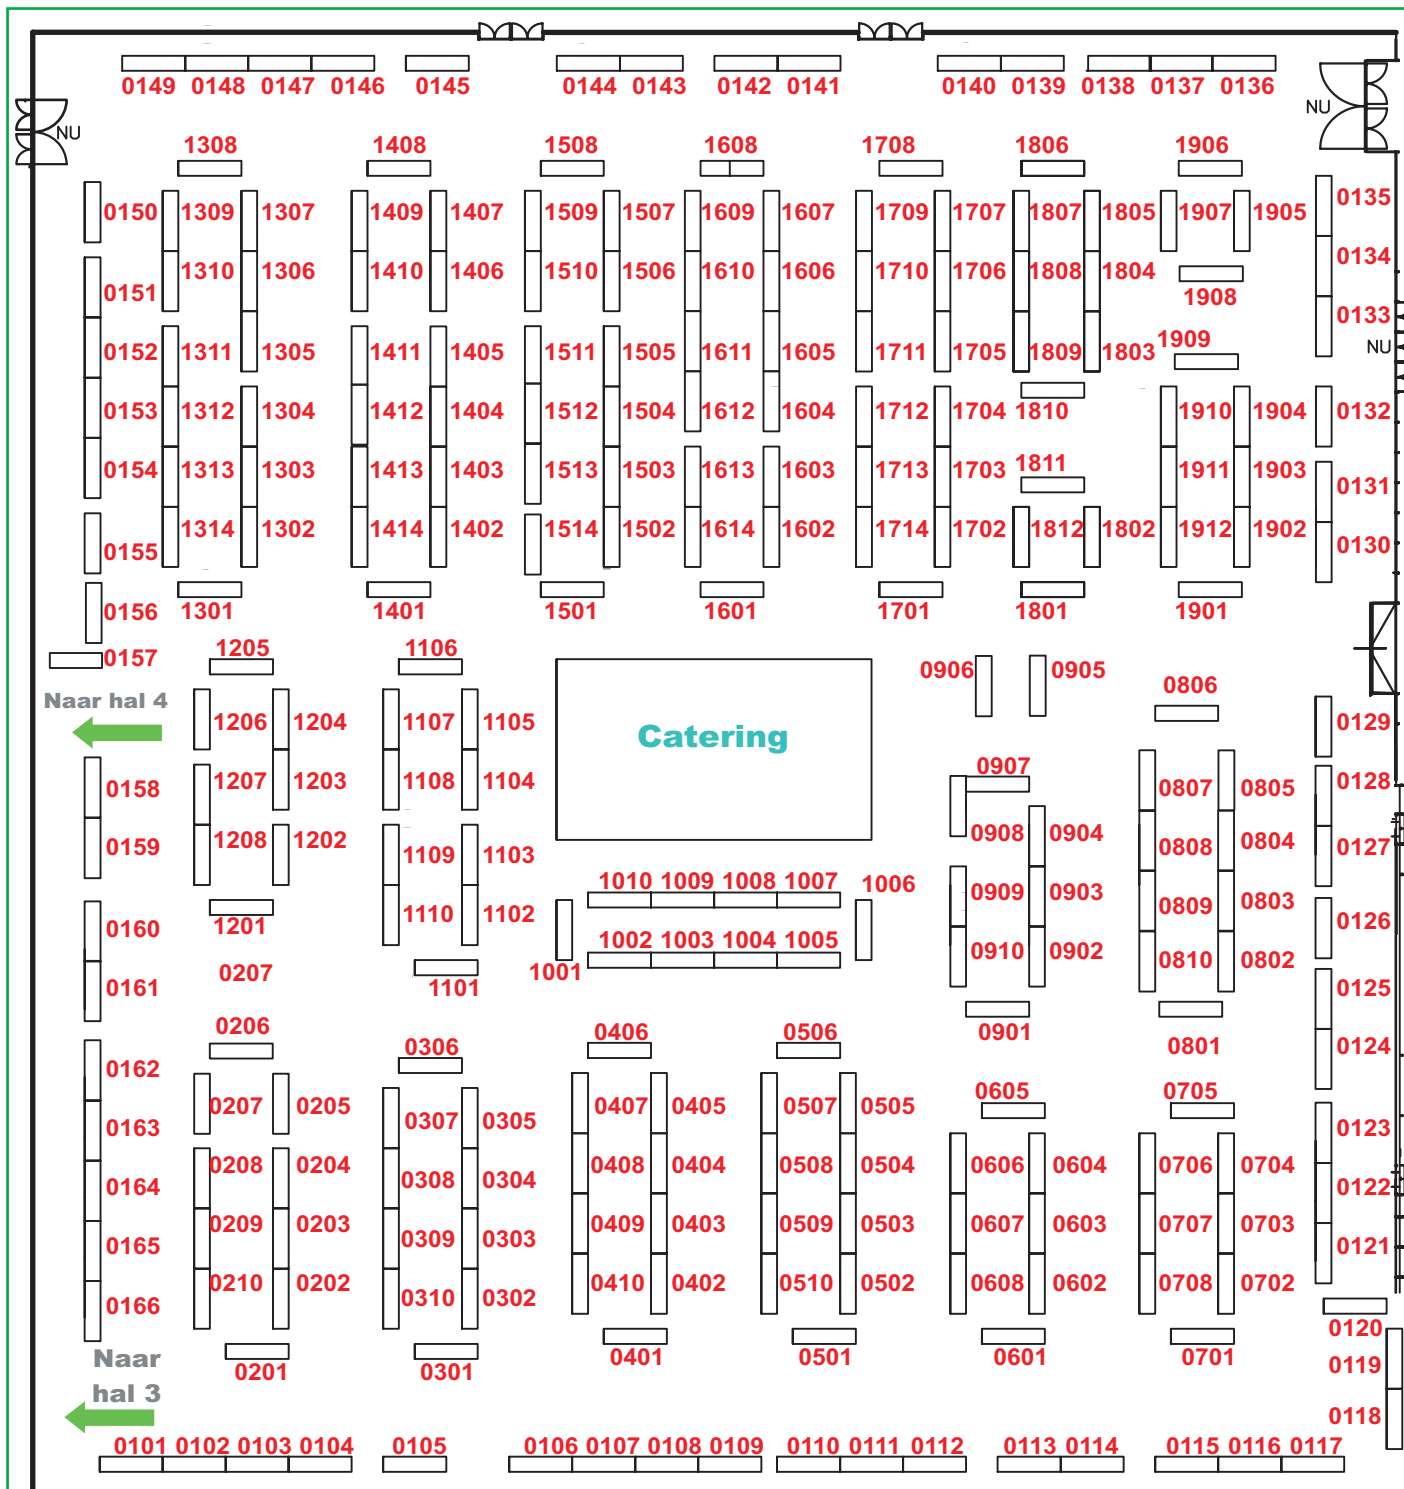 0149 0148 0147 0146 0145 0144 0143 0142 0141 0140 0139 0138 0137 0136
NU NU
1308 1408 1508 1608 1708 1806 1906
0150 1309 1307 1409 1407 1509 1507 1609 1607 1709 1707 1807 1805 1907 1905 0135
0151 1310 1306 1410 1406 1510 1506 1610 1606 1710 1706 1808 1804 1908 0134
0133
NU
0152 1311 1305 1411 1405 1511 1505 1611 1605 1711 1705 1809 1803 1909
0153 1312 1304 1412 1404 1512 1504 1612 1604 1712 1704 1810 1910 1904 0132
0154 1313 1303 1413 1403 1513 1503 1613 1603 1713 1703 1811 1911 1903 0131
0155 1314 1302 1414 1402 1514 1502 1614 1602 1714 1702 1812 1802 1912 1902 0130
0156 1301 1401 1501 1601 1701 1801 1901
0157 1205 1106 0906 0905 0806
Naar hal 4
1206 1204 1107 1105 Catering 0129
0158 1207 1203 1108 1104 0907 0807 0805 0128
0159 1208 1202 1109 1103 0908 0904 0808 0804 0127
1010 1009 1008 1007 1006 0909 0903 0809 0803
0160 1201 1110 1102 0126
1002 1003 1004 1005 0910 0902 0810 0802
0161 0207 1101 1001 0125
0206 0306 0406 0506 0901 0801 0124
0162 0605 0705
0163 0207 0205 0307 0305 0407 0405 0507 0505 0123
0164 0208 0204 0308 0304 0408 0404 0508 0504 0606 0604 0706 0704 0122
0165 0209 0203 0309 0303 0409 0403 0509 0503 0607 0603 0707 0703 0121
0166 0210 0202 0310 0302 0410 0402 0510 0502 0608 0602 0708 0702
0120
Naar
hal 3
0201 0301 0401 0501 0601 0701 0119
0118
0101 0102 0103 0104 0105 0106 0107 0108 0109 0110 0111 0112 0113 0114 0115 0116 0117